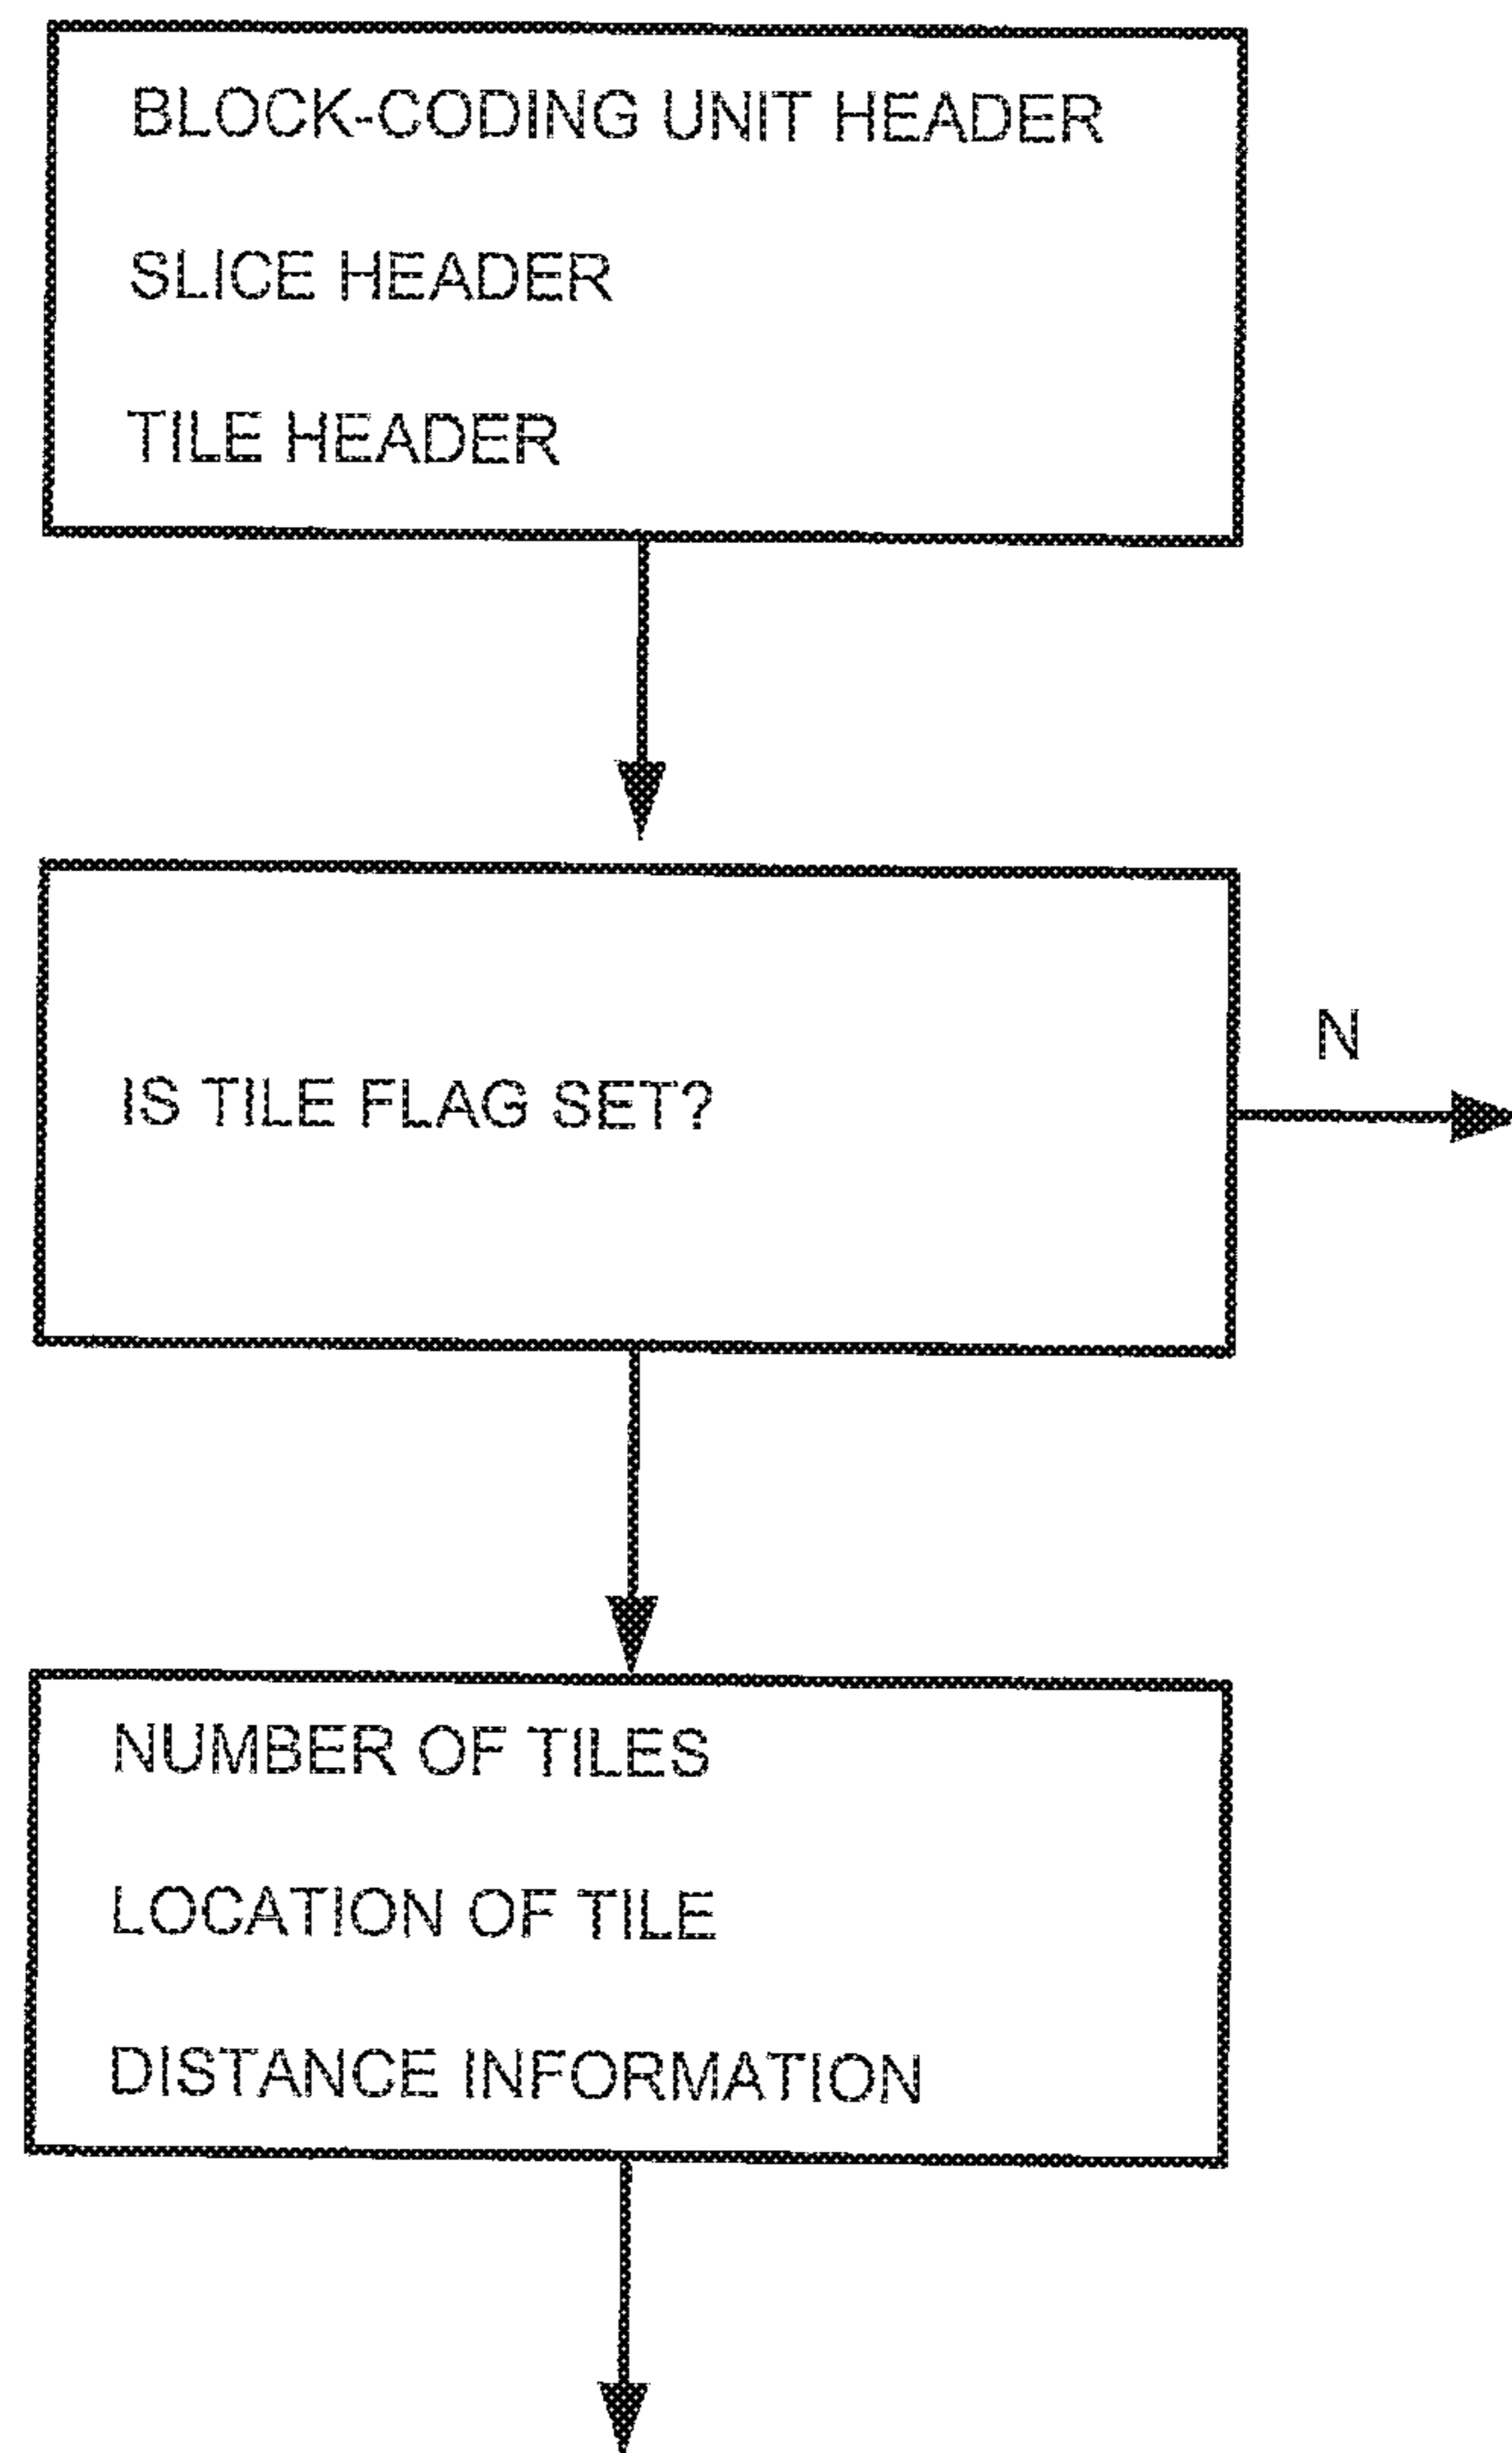 BLOCK-CODING UNIT HEADER
SLICE HEADER
TILE HEADER
IS TILE FLAG SET?
N
NUMBER OF TILES
LOCATION OF TILE
DISTANCE INFORMATION